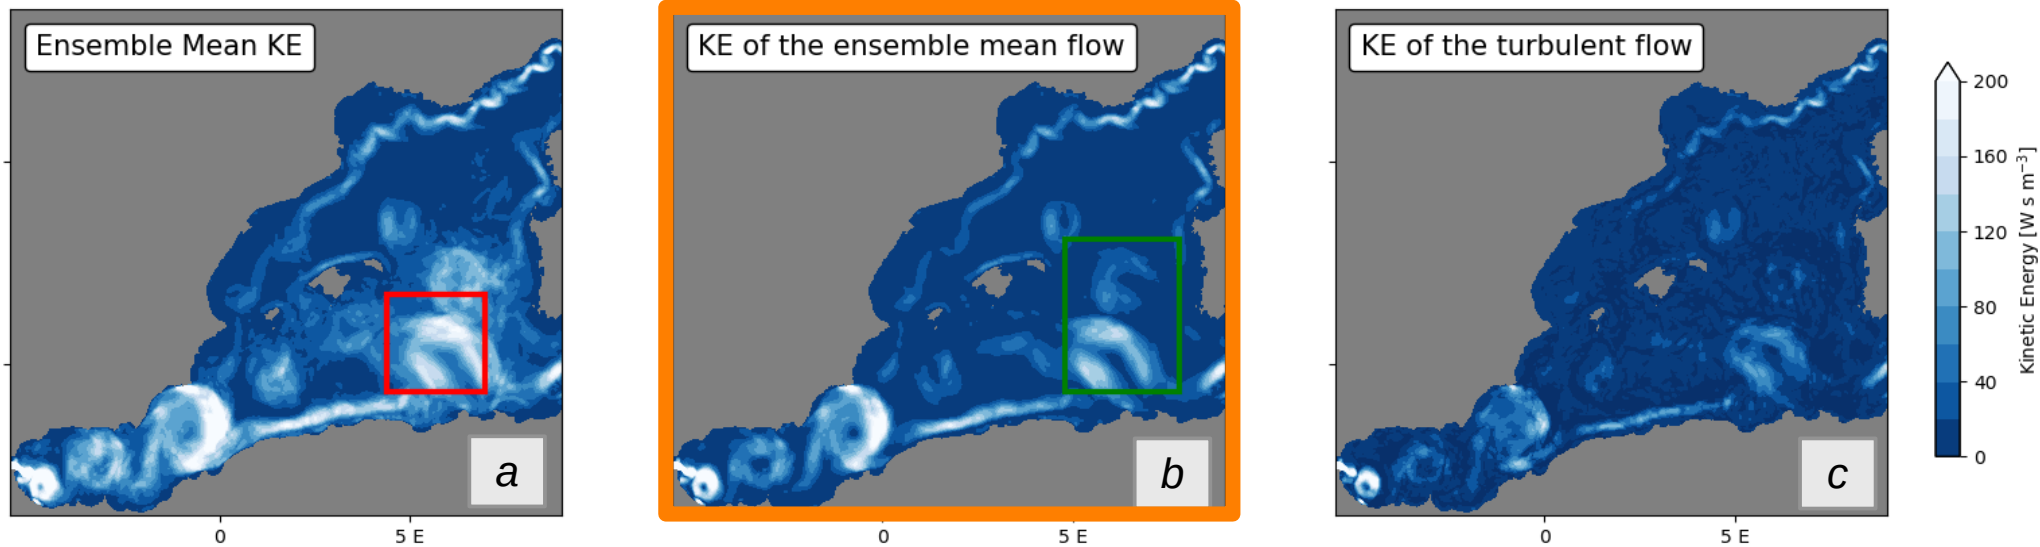 Ensemble Mean KE
KE of the ensemble mean flow
KE of the turbulent flow
a
b
c
0
5 E
0
5 E
0
5 E
200
160
120
80
40
0
Kinetic Energy [W s m⁻³]